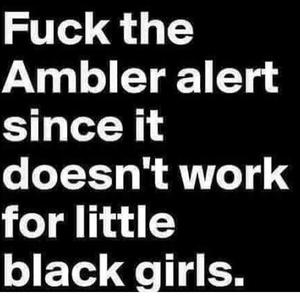 Fuck the
Ambler alert
since it
doesn't work
for little
black girls.